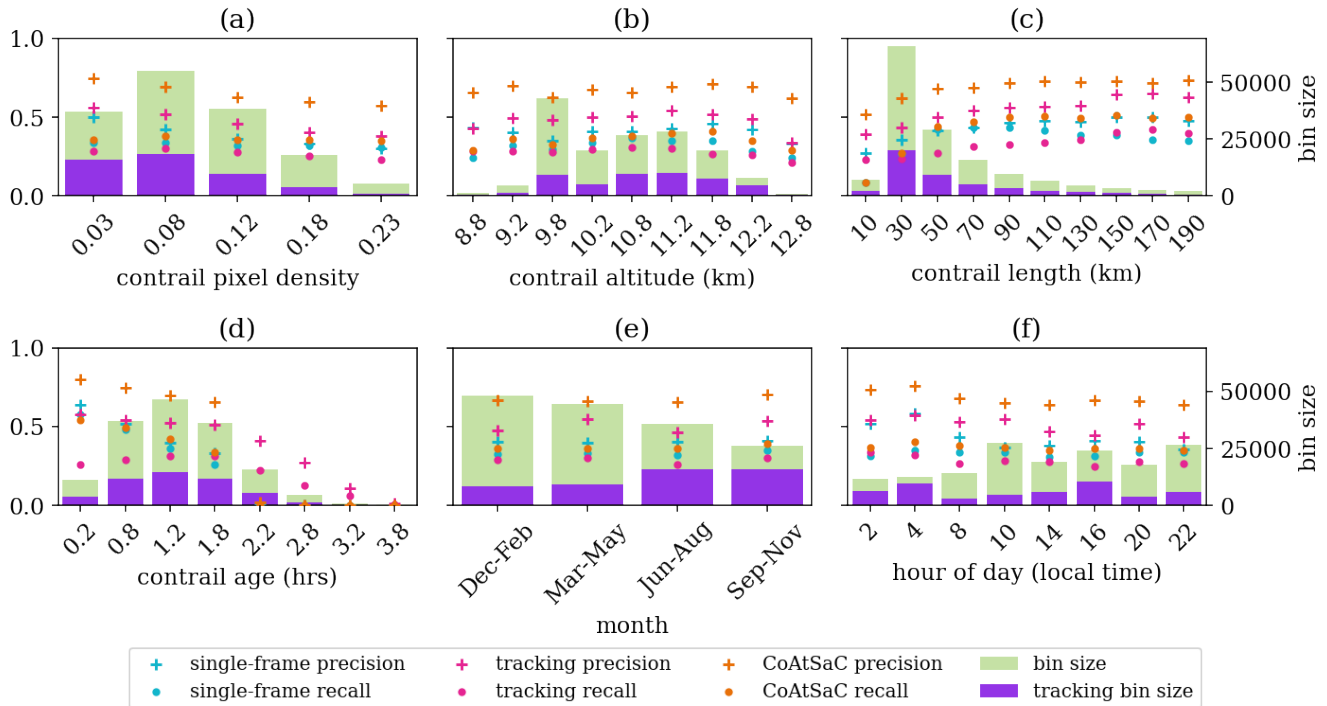 (a) (b) (c)
1.0
0.5
0.0
50000
25000
0
bin size
0.03 0.08 0.12 0.18 0.23
8.8 9.2 9.8 10.2 10.8 11.2 11.8 12.2 12.8
10 30 50 70 90 110 130 150 170 190
contrail pixel density contrail altitude (km) contrail length (km)
(d) (e) (f)
1.0
0.5
0.0
50000
25000
0
bin size
0.2 0.8 1.2 1.8 2.2 2.8 3.2 3.8
Dec-Feb Mar-May Jun-Aug Sep-Nov
2 4 8 10 14 16 20 22
contrail age (hrs) month hour of day (local time)
single-frame precision tracking precision CoAtSaC precision bin size
single-frame recall tracking recall CoAtSaC recall tracking bin size